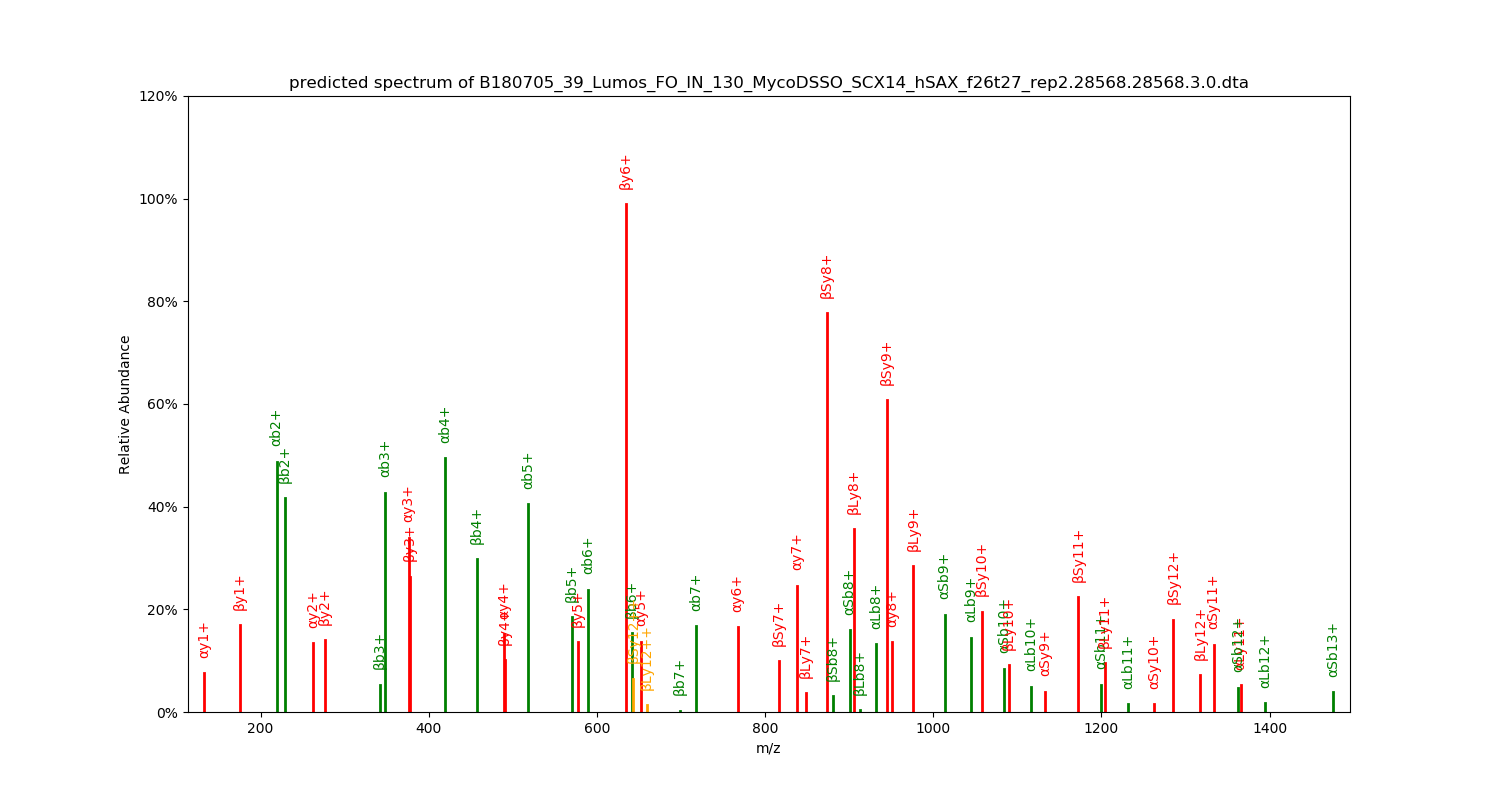 predicted spectrum of B180705_39_Lumos_FO_IN_130_MycoDSSO_SCX14_hSAX_f26t27_rep2.28568.28568.3.0.dta
120%
100%
80%
60%
40%
20%
0%
Relative Abundance
200
400
600
800
1000
1200
1400
m/z
αy1+
βy1+
αb2+
βb2+
αy2+
βy2+
βb3+
αb3+
αy3+
βy3+
αb4+
βb4+
αy4+
βy4+
αb5+
βb5+
βy5+
αb6+
βy6+
βb6+
βSy12++
αy5+
βLy12++
βb7+
αb7+
αy6+
βSy7+
αy7+
βLy7+
βSy8+
βSb8+
αSb8+
βLy8+
βLb8+
αLb8+
βSy9+
αy8+
βLy9+
αSb9+
αLb9+
βSy10+
αSb10+
βLy10+
αLb10+
αSy9+
βSy11+
αSb11+
βLy11+
αLb11+
αSy10+
βSy12+
βLy12+
αSy11+
αSb12+
αLy11+
αLb12+
αSb13+